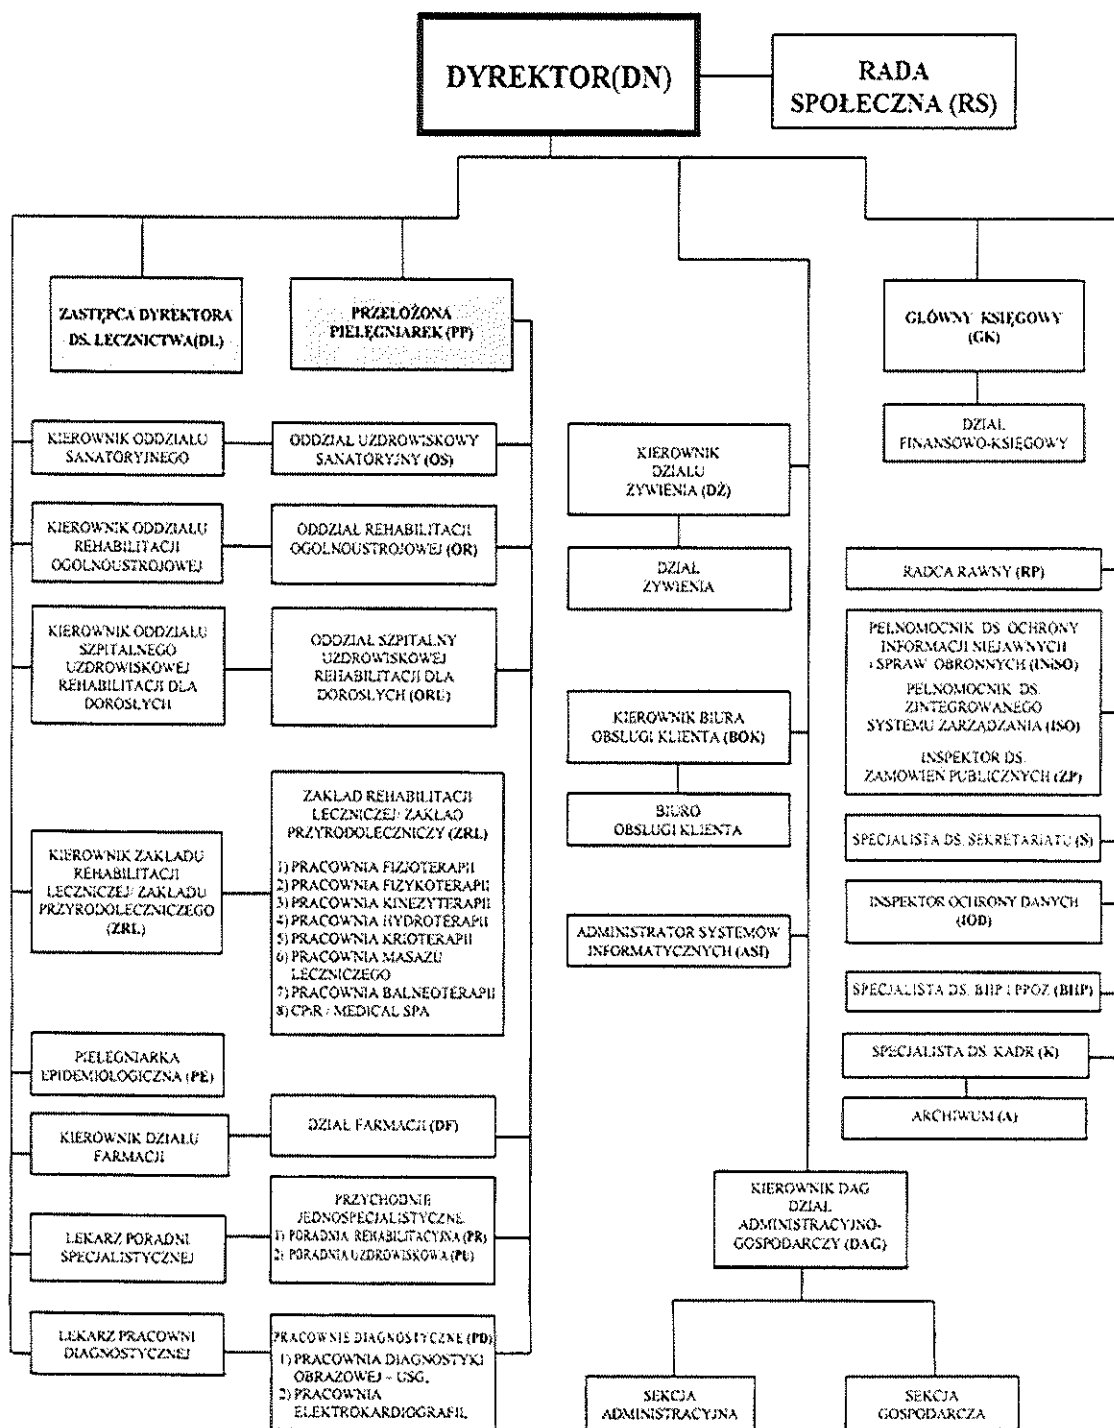 DYREKTOR(DN)
RADA
SPOŁECZNA (RS)
ZASTĘPCA DYREKTORA
DS. LECZNICTWA(DL)
PRZEŁOŻONA
PIELĘGNIAREK (PP)
GŁÓWNY KSIĘGOWY
(GK)
DZIAŁ
FINANSOWO-KSIĘGOWY
KIEROWNIK ODDZIAŁU
SANATORYJNEGO
ODDZIAŁ UZDROWISKOWY
SANATORYJNY (OS)
KIEROWNIK
DZIAŁU
ŻYWIENIA (DŻ)
KIEROWNIK ODDZIAŁU
REHABILITACJI
OGÓLNOUSTROJOWEJ
ODDZIAŁ REHABILITACJI
OGÓLNOUSTROJOWEJ (OR)
DZIAŁ
ŻYWIENIA
RADCA RAWNY (RP)
KIEROWNIK ODDZIAŁU
SZPITALNEGO
UZDROWISKOWEJ
REHABILITACJI DLA
DOROSŁYCH
ODDZIAŁ SZPITALNY
UZDROWISKOWEJ
REHABILITACJI DLA
DOROSŁYCH (ORU)
PEŁNOMOCNIK DS OCHRONY
INFORMACJI NIEJAWNYCH
i SPRAW OBRONNYCH (INiSO)
PEŁNOMOCNIK DS.
ZINTEGROWANEGO
SYSTEMU ZARZĄDZANIA (ISO)
INSPEKTOR DS.
ZAMÓWIEŃ PUBLICZNYCH (ZP)
KIEROWNIK BIURA
OBSŁUGI KLIENTA (BOK)
BIURO
OBSŁUGI KLIENTA
KIEROWNIK ZAKŁADU
REHABILITACJI
LECZNICZEJ/ ZAKŁADU
PRZYRODOLECZNICZEGO
(ZRL)
ZAKŁAD REHABILITACJI
LECZNICZEJ/ ZAKŁAD
PRZYRODOLECZNICZY (ZRL)
1) PRACOWNIA FIZJOTERAPII
2) PRACOWNIA FIZYKOTERAPII
3) PRACOWNIA KINEZYTERAPII
4) PRACOWNIA HYDROTERAPII
5) PRACOWNIA KRIOTERAPII
6) PRACOWNIA MASAŻU
LECZNICZEGO
7) PRACOWNIA BALNEOTERAPII
8) CPiR / MEDICAL SPA
SPECJALISTA DS. SEKRETARIATU (S)
INSPEKTOR OCHRONY DANYCH
(IOD)
ADMINISTRATOR SYSTEMÓW
INFORMATYCZNYCH (ASI)
SPECJALISTA DS. BHP I PPOŻ (BHP)
SPECJALISTA DS. KADR (K)
ARCHIWUM (A)
PIELĘGNIARKA
EPIDEMIOLOGICZNA (PE)
KIEROWNIK DZIAŁU
FARMACJI
DZIAŁ FARMACJI (DF)
LEKARZ PORADNI
SPECJALISTYCZNEJ
PRZYCHODNIE
JEDNOSPECJALISTYCZNE
1) PORADNIA REHABILITACYJNA (PR)
2) PORADNIA UZDROWISKOWA (PU)
KIEROWNIK DAG
DZIAŁ
ADMINISTRACYJNO-
GOSPODARCZY (DAG)
LEKARZ PRACOWNI
DIAGNOSTYCZNEJ
PRACOWNIE DIAGNOSTYCZNE (PD)
1) PRACOWNIA DIAGNOSTYKI
OBRAZOWEJ – USG,
2) PRACOWNIA
ELEKTROKARDIOGRAFII,
SEKCJA
ADMINISTRACYJNA
SEKCJA
GOSPODARCZA